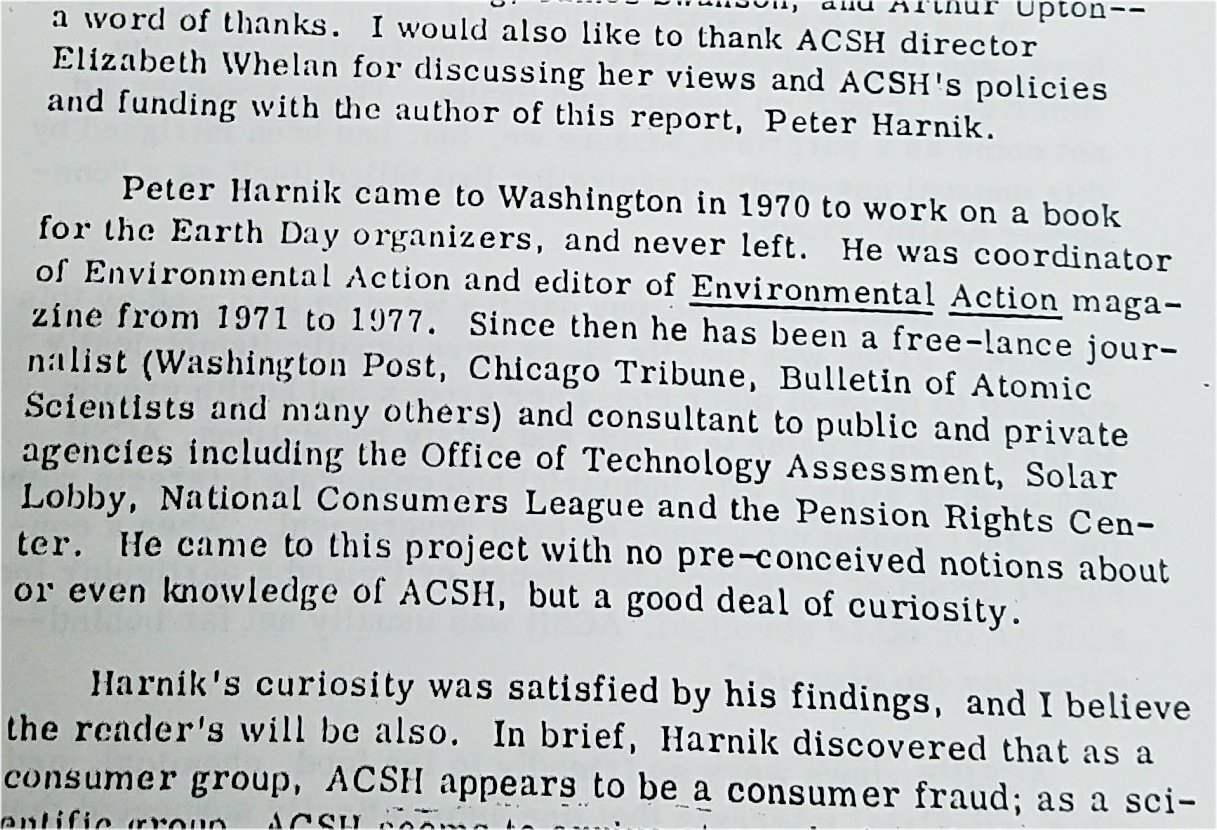 and Arthur Upton--
a word of thanks. I would also like to thank ACSH director
Elizabeth Whelan for discussing her views and ACSH's policies
and funding with the author of this report, Peter Harnik.
Peter Harnik came to Washington in 1970 to work on a book
for the Earth Day organizers, and never left. He was coordinator
of Environmental Action and editor of Environmental Action maga-
zine from 1971 to 1977. Since then he has been a free-lance jour-
nalist (Washington Post, Chicago Tribune, Bulletin of Atomic
Scientists and many others) and consultant to public and private
agencies including the Office of Technology Assessment, Solar
Lobby, National Consumers League and the Pension Rights Cen-
ter. He came to this project with no pre-conceived notions about
or even knowledge of ACSH, but a good deal of curiosity.
Harnik's curiosity was satisfied by his findings, and I believe
the reader's will be also. In brief, Harnik discovered that as a
consumer group, ACSH appears to be a consumer fraud; as a sci-
entific group, ACSH seems to